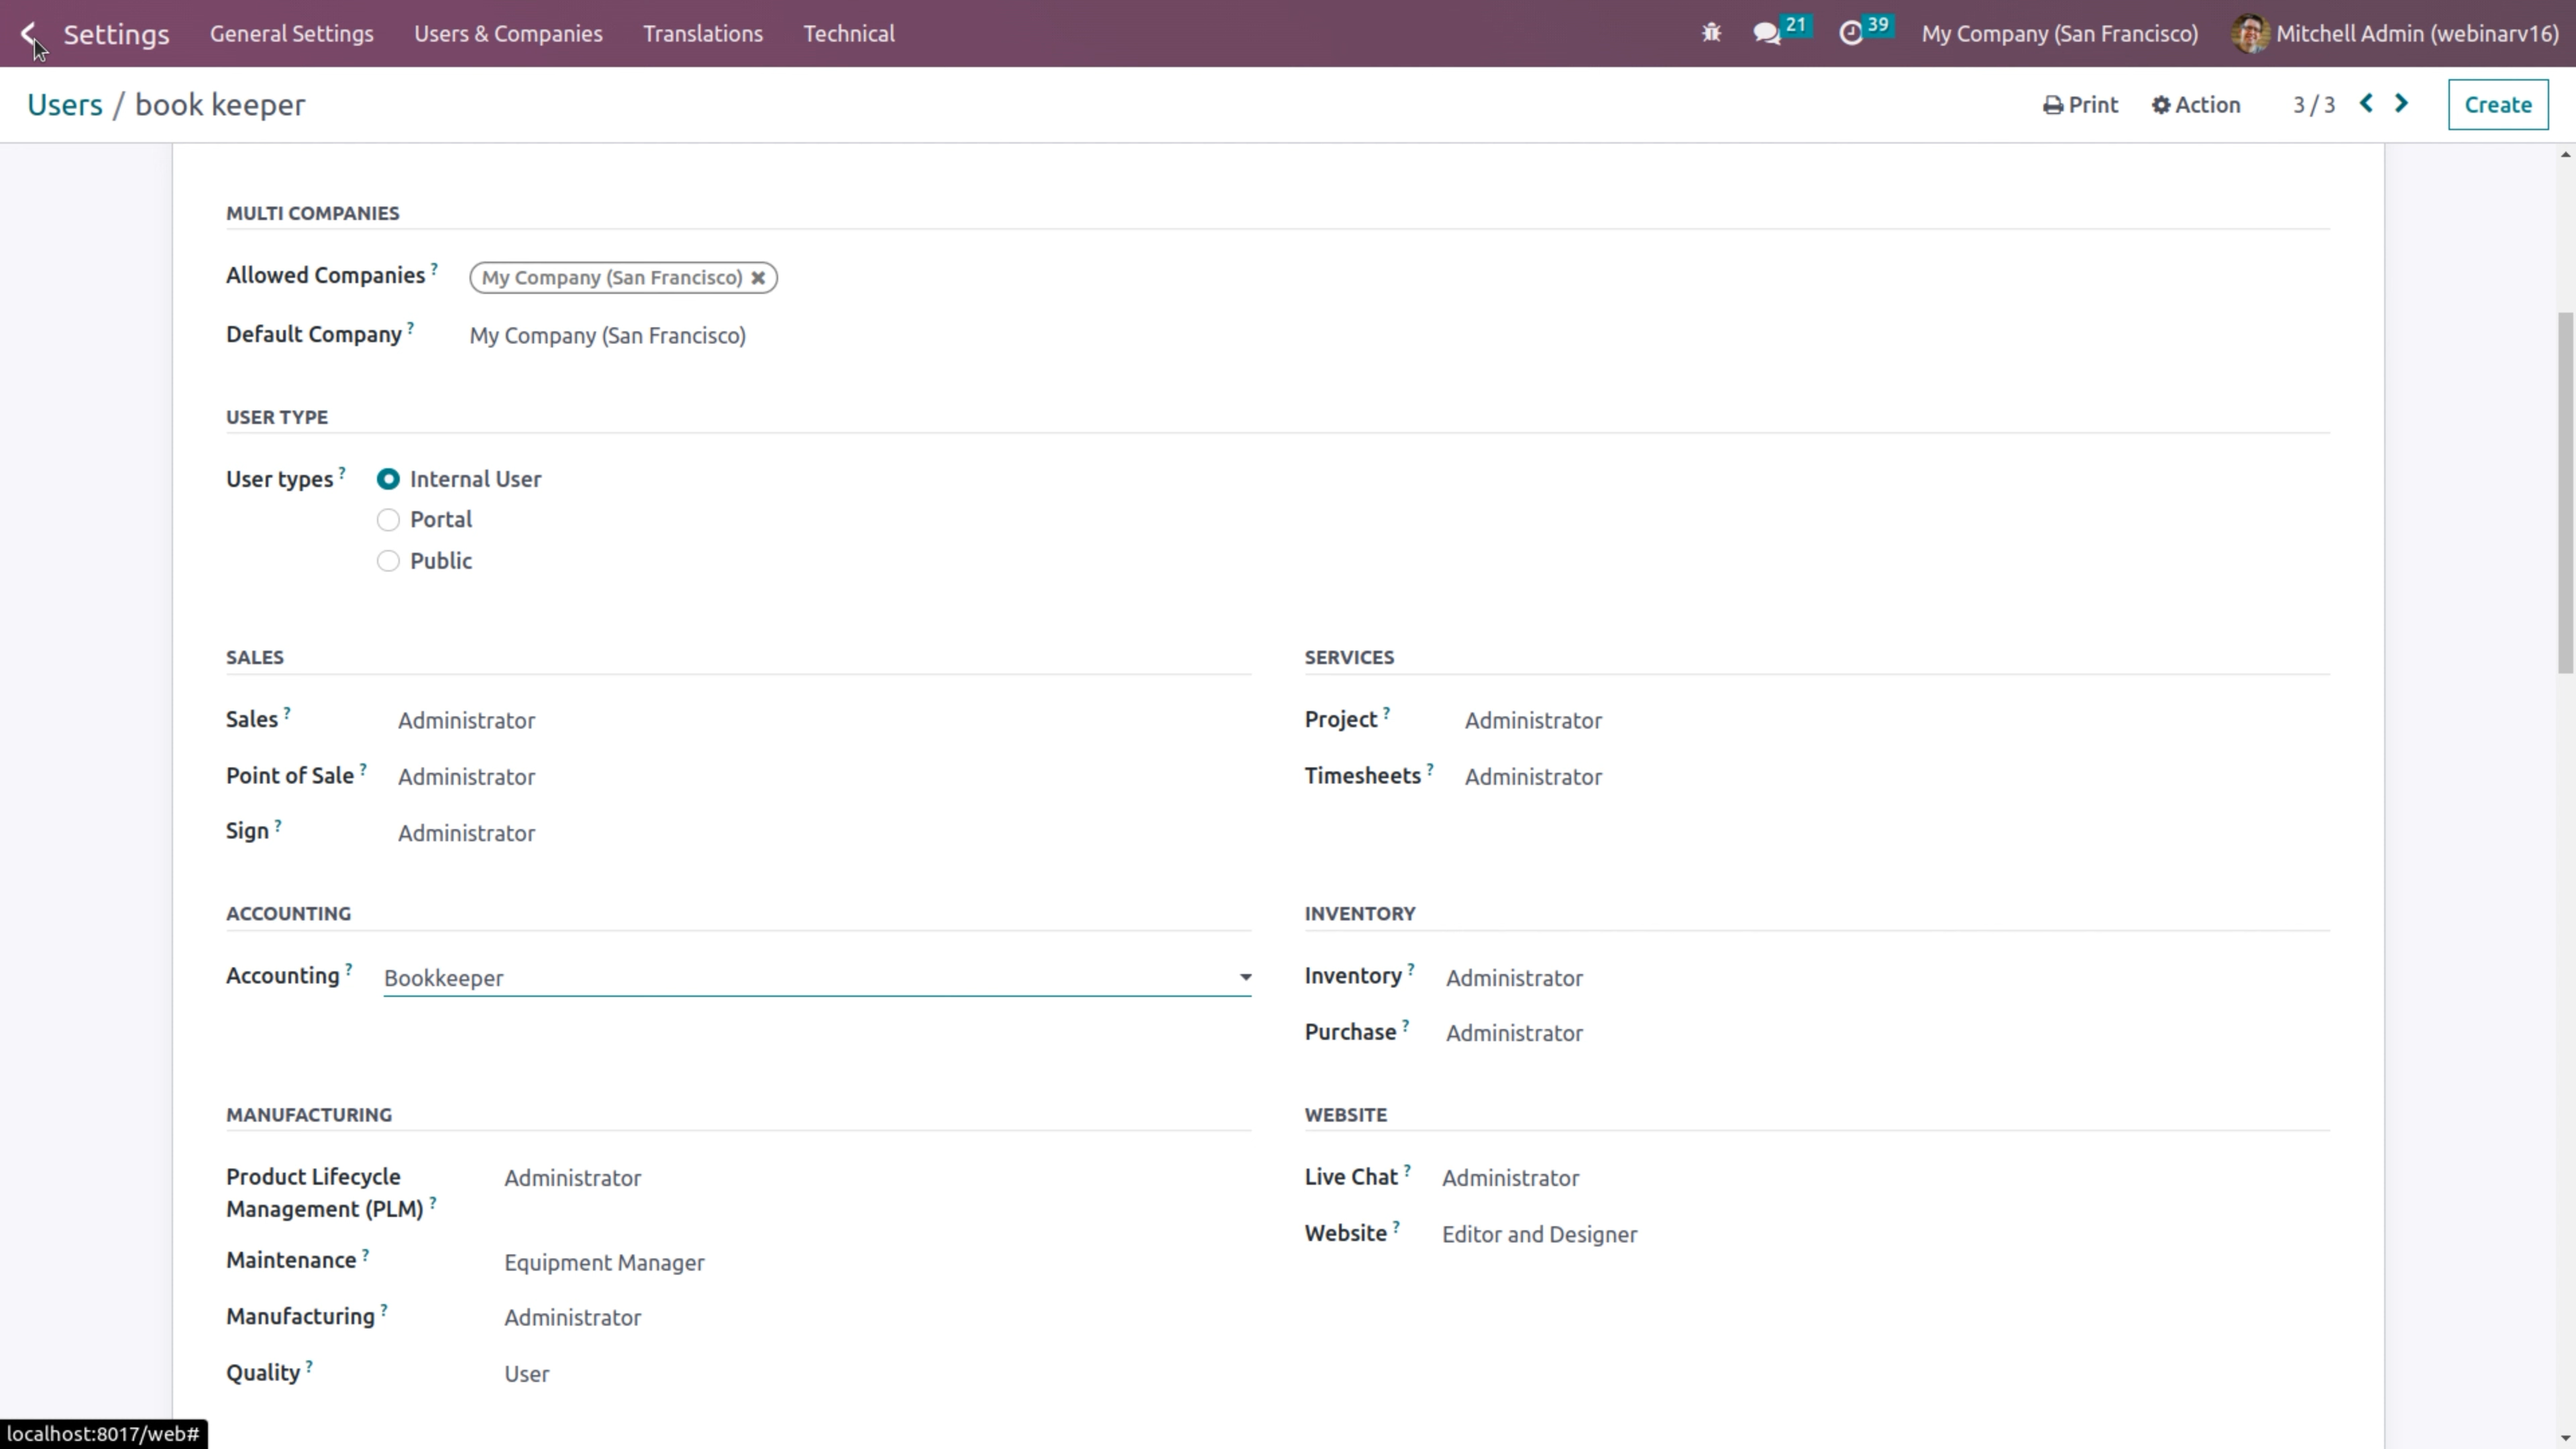 Settings General Settings Users & Companies Translations Technical 21 39 My Company (San Francisco) Mitchell Admin (webinarv16)
Users / book keeper Print Action 3 / 3 Create
MULTI COMPANIES
Allowed Companies ? My Company (San Francisco) ✖
Default Company ? My Company (San Francisco)
USER TYPE
User types ? Internal User
Portal
Public
SALES
Sales ? Administrator
Point of Sale ? Administrator
Sign ? Administrator
SERVICES
Project ? Administrator
Timesheets ? Administrator
ACCOUNTING
Accounting ? Bookkeeper
INVENTORY
Inventory ? Administrator
Purchase ? Administrator
MANUFACTURING
Product Lifecycle
Management (PLM) ? Administrator
Maintenance ? Equipment Manager
Manufacturing ? Administrator
Quality ? User
WEBSITE
Live Chat ? Administrator
Website ? Editor and Designer
localhost:8017/web#